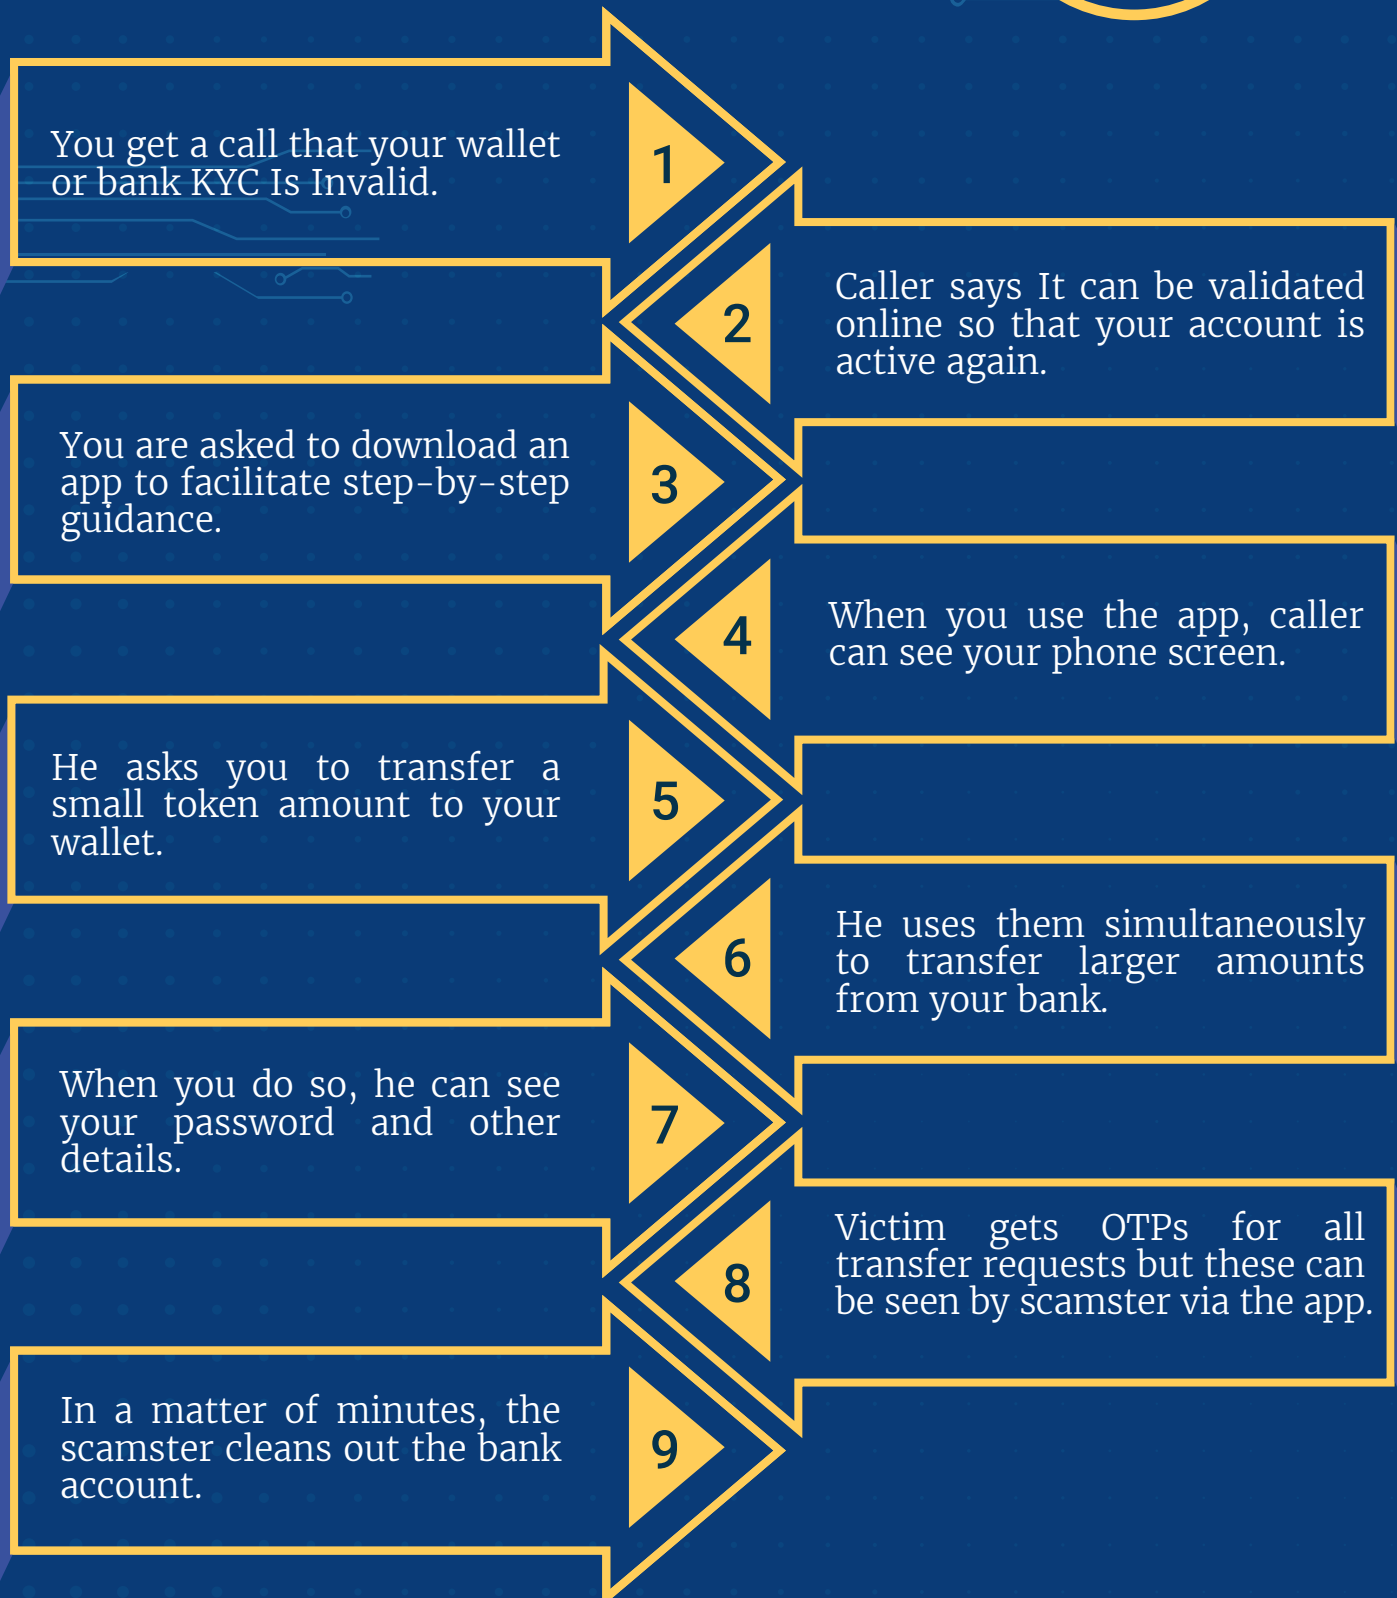 You get a call that your wallet
or bank KYC Is Invalid.
1
2
Caller says It can be validated
online so that your account is
active again.
You are asked to download an
app to facilitate step-by-step
guidance.
3
4
When you use the app, caller
can see your phone screen.
He asks you to transfer a
small token amount to your
wallet.
5
6
He uses them simultaneously
to transfer larger amounts
from your bank.
When you do so, he can see
your password and other
details.
7
8
Victim gets OTPs for all
transfer requests but these can
be seen by scamster via the app.
In a matter of minutes, the
scamster cleans out the bank
account.
9